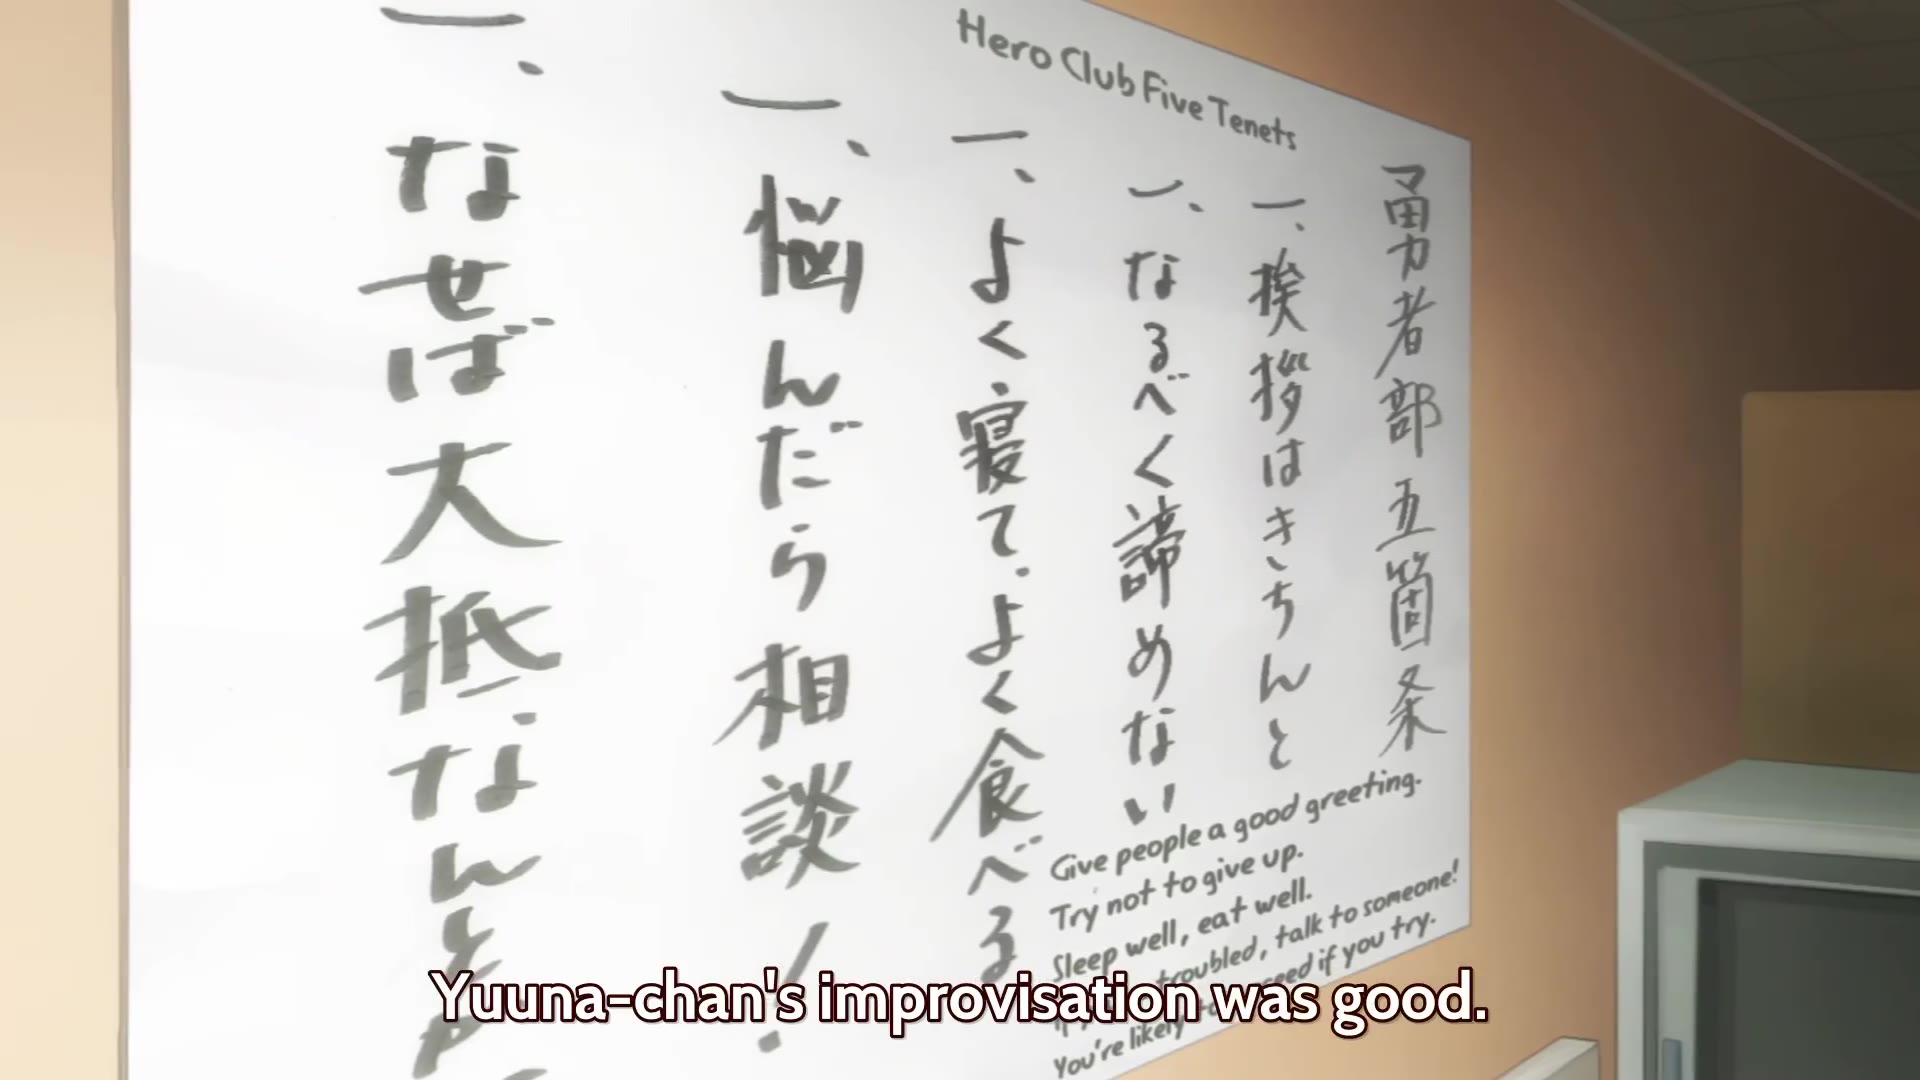 Hero Club Five Tenets
勇者部五箇条
一、挨拶はきちんと
一、なるべく諦めない
一、よく寝て、よく食べる
一、悩んだら相談!
一、なせば大抵なんとか
Give people a good greeting.
Try not to give up.
Sleep well, eat well.
troubled, talk to someone!
You're likely if you try.
Yuuna-chan's improvisation was good.